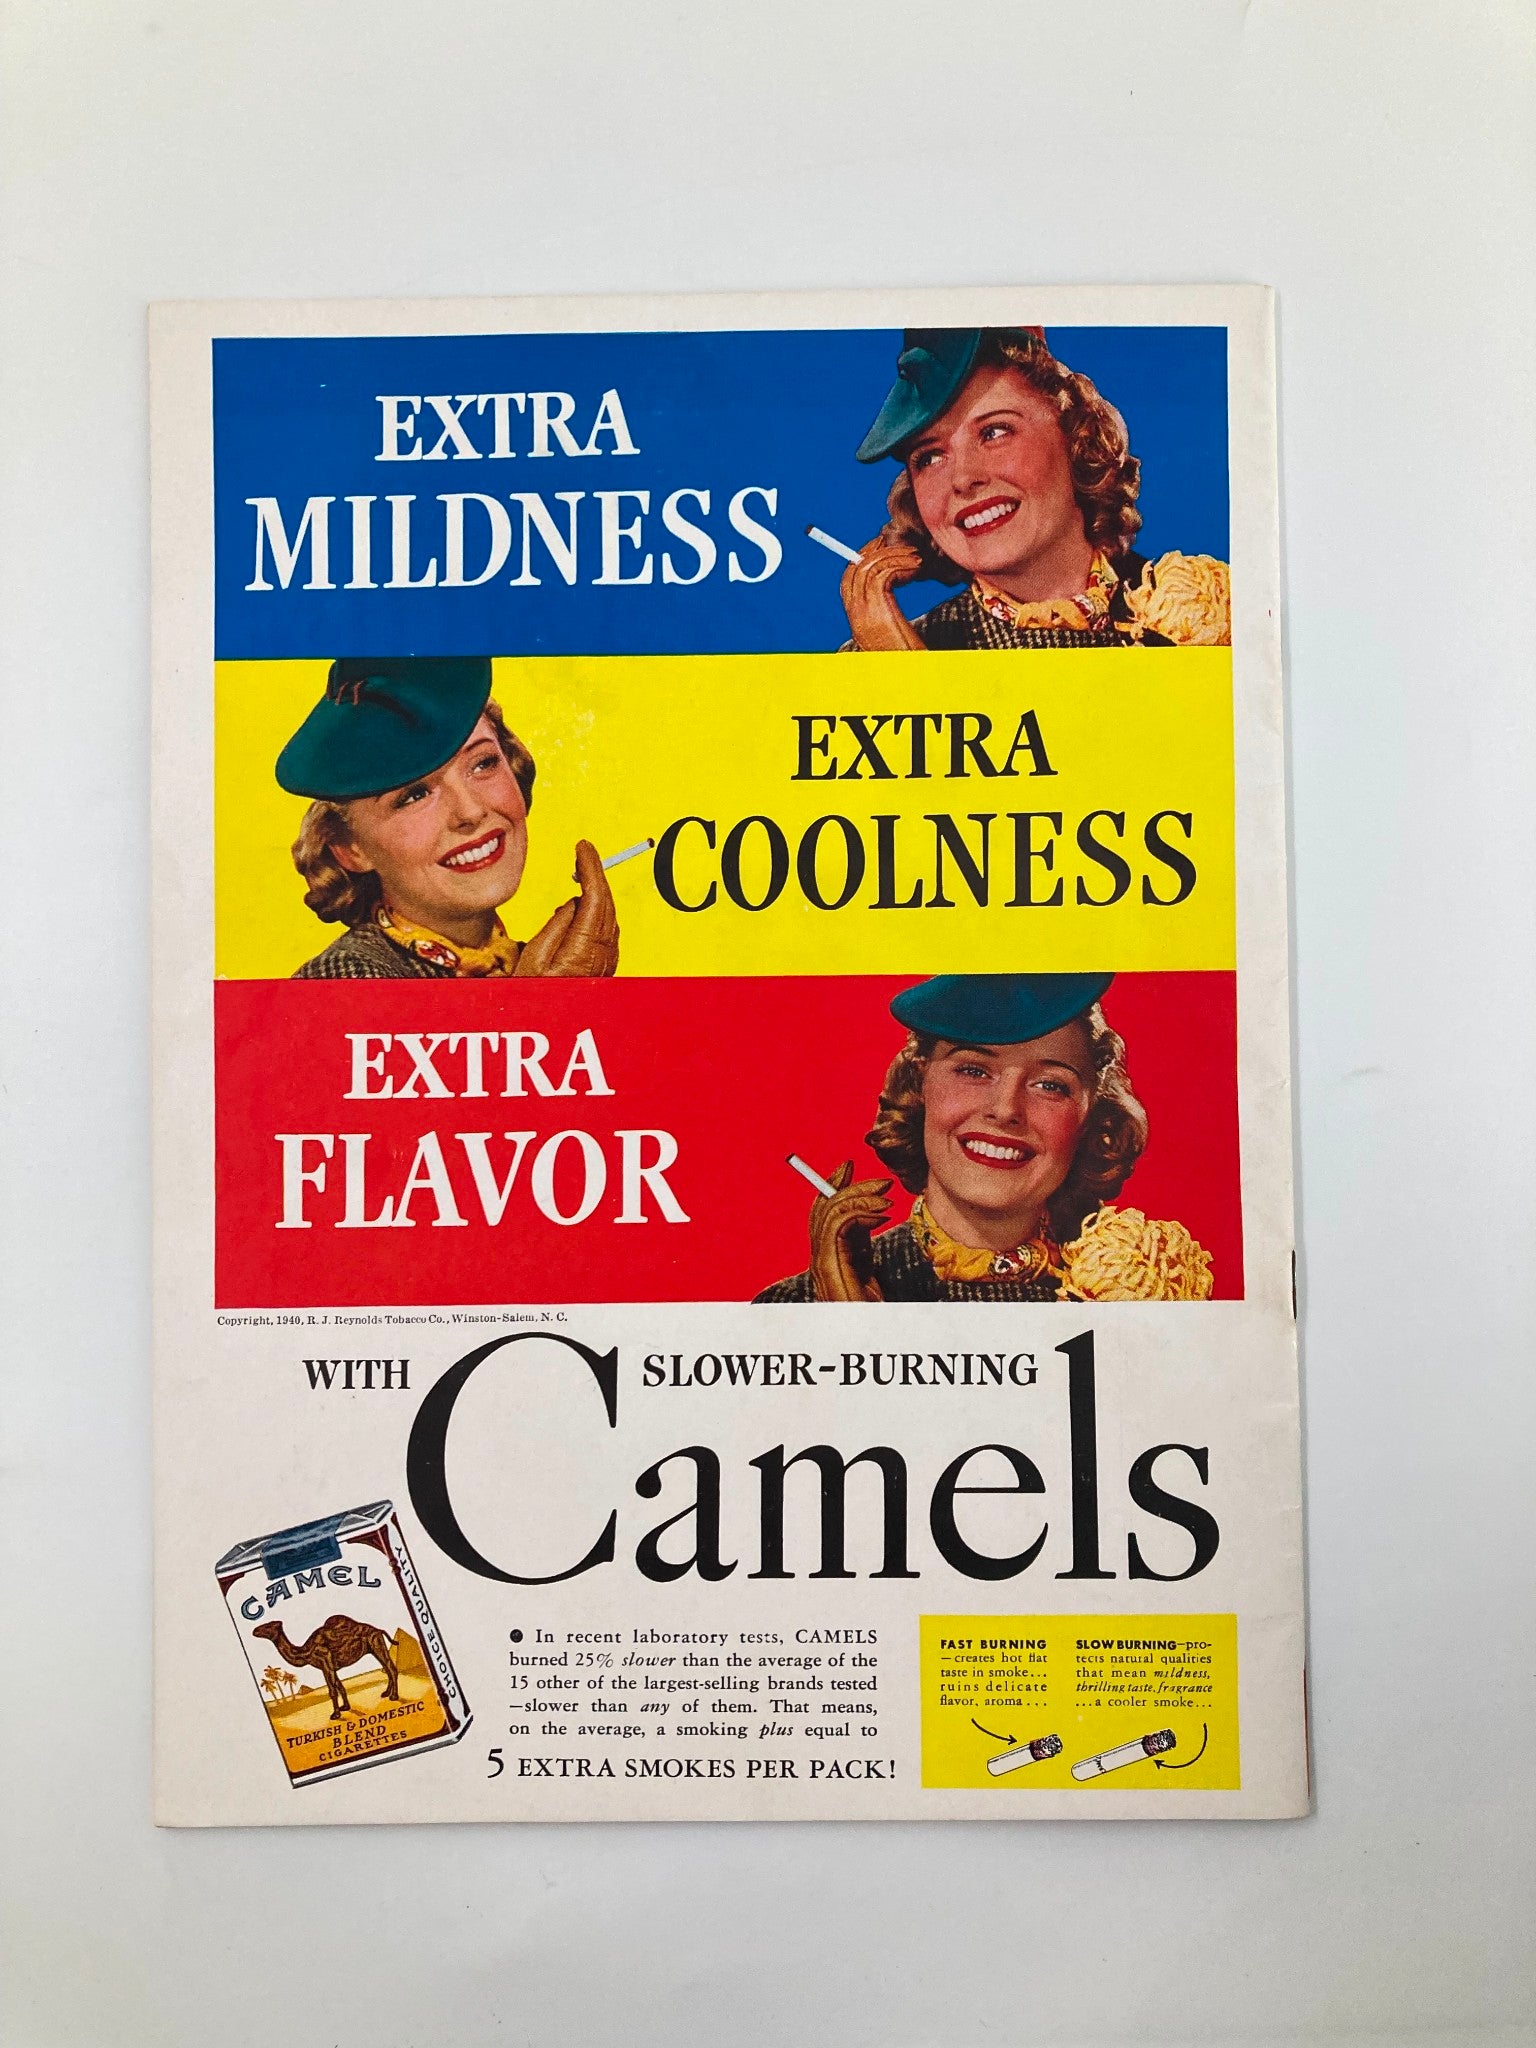 EXTRA
MILDNESS
EXTRA
COOLNESS
EXTRA
FLAVOR
Copyright, 1940, R. J. Reynolds Tobacco Co., Winston-Salem, N. C.
WITH SLOWER-BURNING
Camels
CAMEL
CHOICE QUALITY
TURKISH & DOMESTIC
BLEND
CIGARETTES
● In recent laboratory tests, CAMELS
burned 25% slower than the average of the
15 other of the largest-selling brands tested
—slower than any of them. That means,
on the average, a smoking plus equal to
5 EXTRA SMOKES PER PACK!
FAST BURNING
—creates hot flat
taste in smoke...
ruins delicate
flavor, aroma...
SLOW BURNING—pro-
tects natural qualities
that mean mildness,
thrilling taste, fragrance
...a cooler smoke...